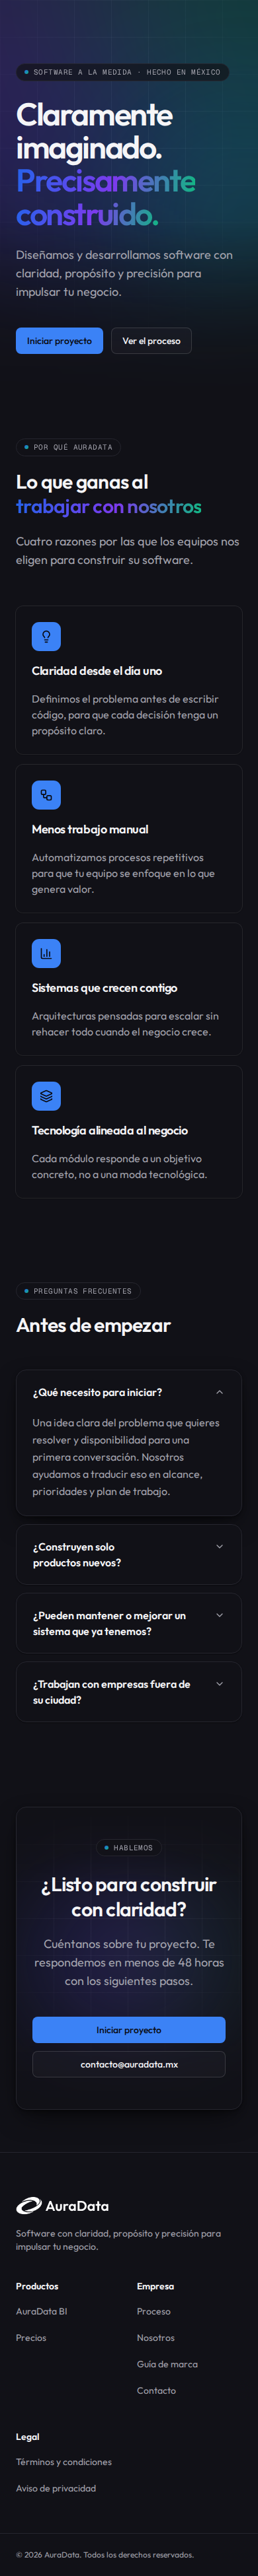 SOFTWARE A LA MEDIDA · HECHO EN MÉXICO
Claramente
imaginado.
Precisamente
construido.
Diseñamos y desarrollamos software con
claridad, propósito y precisión para
impulsar tu negocio.
Iniciar proyecto
Ver el proceso
POR QUÉ AURADATA
Lo que ganas al
trabajar con nosotros
Cuatro razones por las que los equipos nos
eligen para construir su software.
Claridad desde el día uno
Definimos el problema antes de escribir
código, para que cada decisión tenga un
propósito claro.
Menos trabajo manual
Automatizamos procesos repetitivos
para que tu equipo se enfoque en lo que
genera valor.
Sistemas que crecen contigo
Arquitecturas pensadas para escalar sin
rehacer todo cuando el negocio crece.
Tecnología alineada al negocio
Cada módulo responde a un objetivo
concreto, no a una moda tecnológica.
PREGUNTAS FRECUENTES
Antes de empezar
¿Qué necesito para iniciar?
Una idea clara del problema que quieres
resolver y disponibilidad para una
primera conversación. Nosotros
ayudamos a traducir eso en alcance,
prioridades y plan de trabajo.
¿Construyen solo
productos nuevos?
¿Pueden mantener o mejorar un
sistema que ya tenemos?
¿Trabajan con empresas fuera de
su ciudad?
HABLEMOS
¿Listo para construir
con claridad?
Cuéntanos sobre tu proyecto. Te
respondemos en menos de 48 horas
con los siguientes pasos.
Iniciar proyecto
contacto@auradata.mx
AuraData
Software con claridad, propósito y precisión para
impulsar tu negocio.
Productos
AuraData BI
Precios
Empresa
Proceso
Nosotros
Guía de marca
Contacto
Legal
Términos y condiciones
Aviso de privacidad
© 2026 AuraData. Todos los derechos reservados.